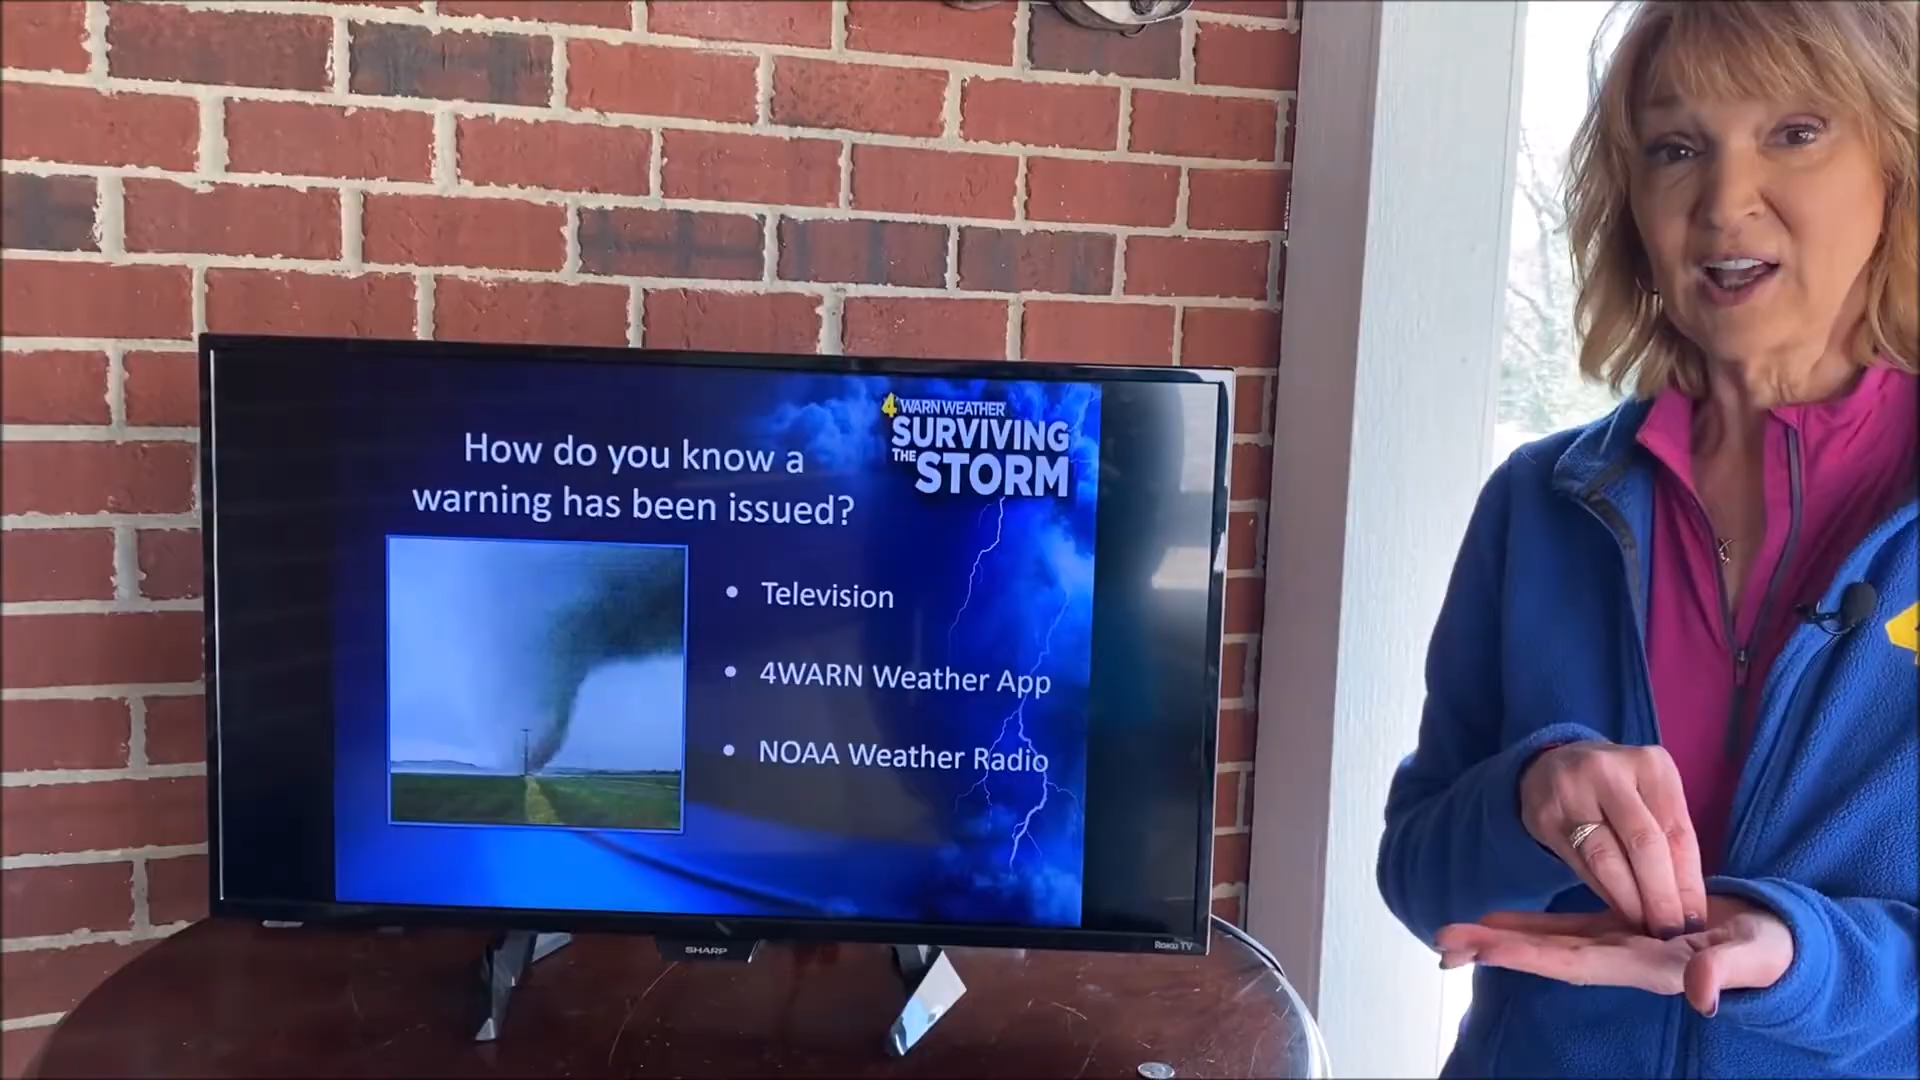 4 WARN WEATHER
SURVIVING
THE STORM
How do you know a
warning has been issued?
• Television
• 4WARN Weather App
• NOAA Weather Radio
SHARP
Roku TV
4